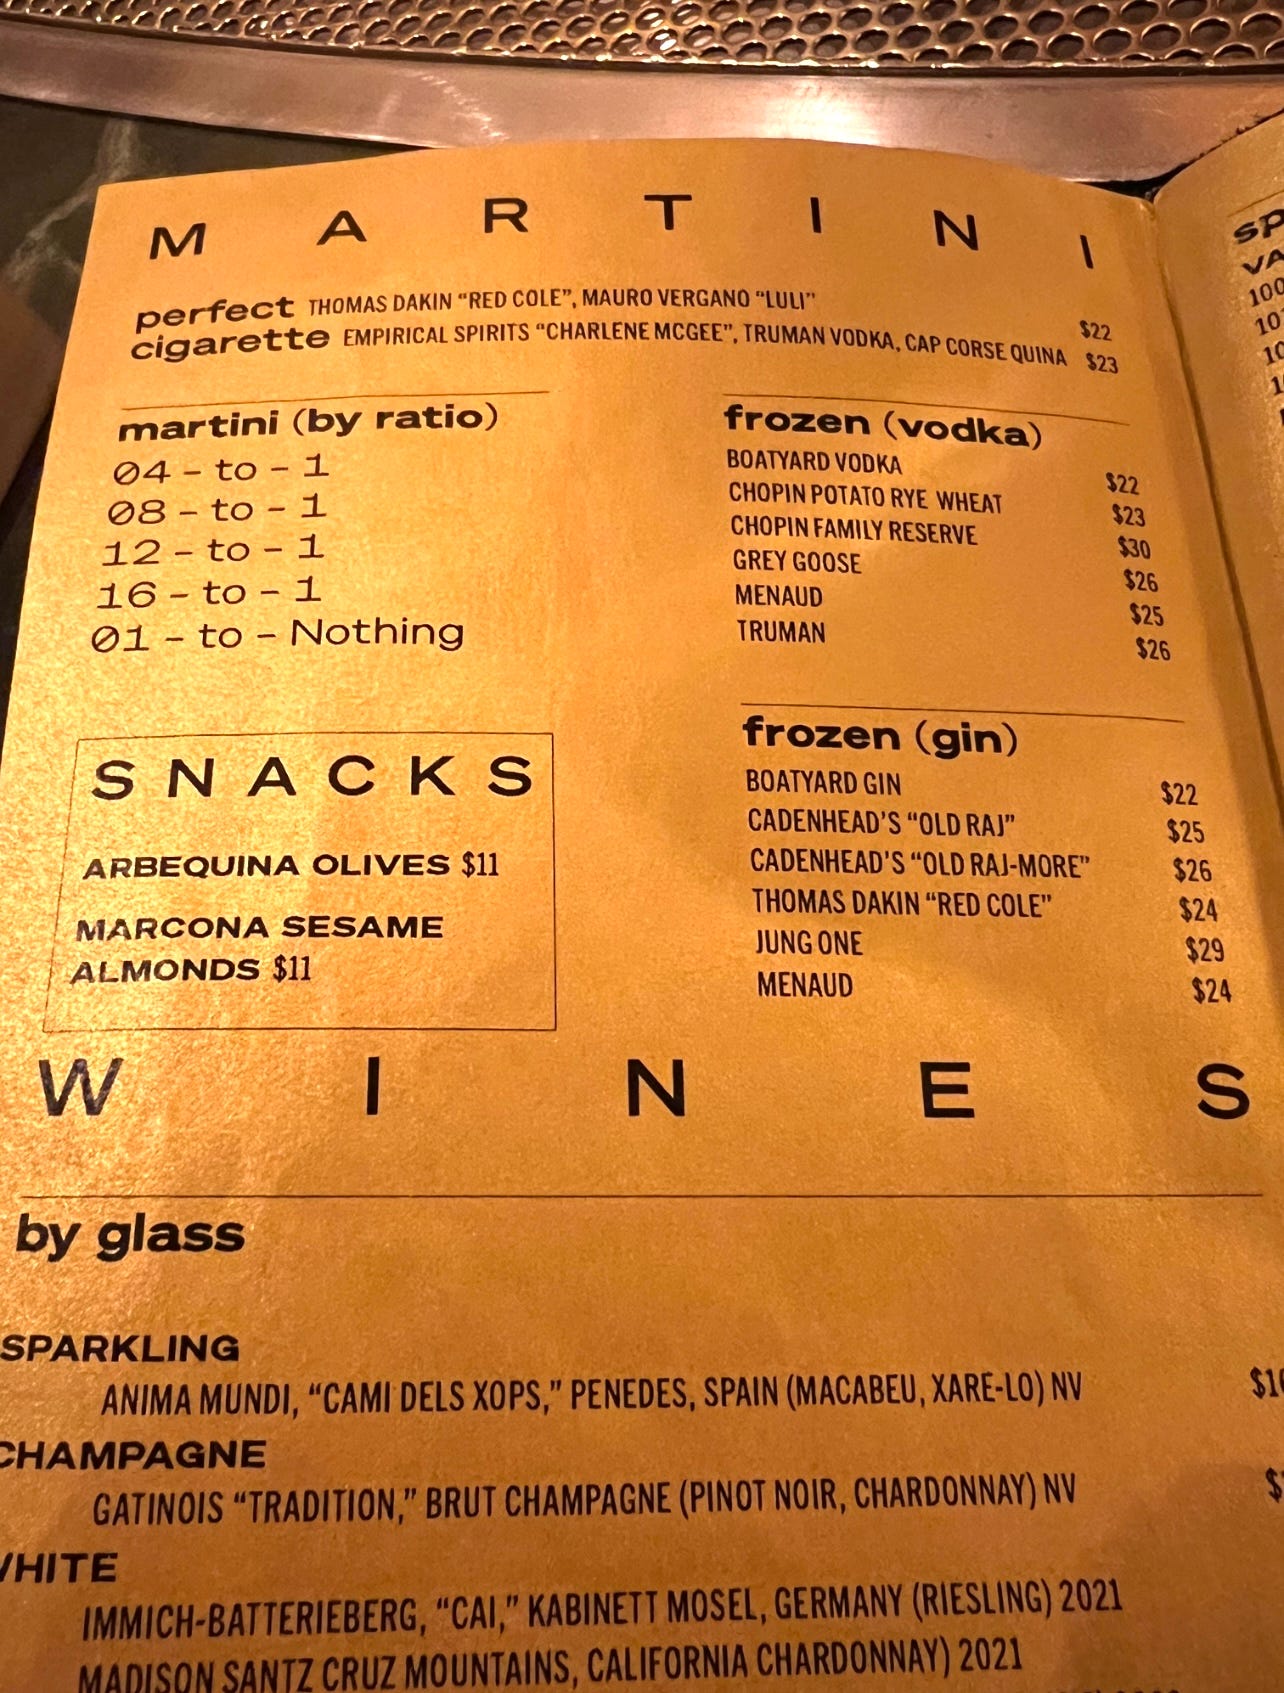 MARTINI
perfect THOMAS DAKIN “RED COLE”, MAURO VERGANO “LULI” $22
cigarette EMPIRICAL SPIRITS “CHARLENE MCGEE”, TRUMAN VODKA, CAP CORSE QUINA $23
martini (by ratio)
04 - to - 1
08 - to - 1
12 - to - 1
16 - to - 1
01 - to - Nothing
SNACKS
ARBEQUINA OLIVES $11
MARCONA SESAME
ALMONDS $11
frozen (vodka)
BOATYARD VODKA $22
CHOPIN POTATO RYE WHEAT $23
CHOPIN FAMILY RESERVE $30
GREY GOOSE $26
MENAUD $25
TRUMAN $26
frozen (gin)
BOATYARD GIN $22
CADENHEAD’S “OLD RAJ” $25
CADENHEAD’S “OLD RAJ-MORE” $26
THOMAS DAKIN “RED COLE” $24
JUNG ONE $29
MENAUD $24
WINES
by glass
SPARKLING
ANIMA MUNDI, “CAMI DELS XOPS,” PENEDES, SPAIN (MACABEU, XARE-LO) NV
CHAMPAGNE
GATINOIS “TRADITION,” BRUT CHAMPAGNE (PINOT NOIR, CHARDONNAY) NV
WHITE
IMMICH-BATTERIEBERG, “CAI,” KABINETT MOSEL, GERMANY (RIESLING) 2021
MADISON SANTZ CRUZ MOUNTAINS, CALIFORNIA CHARDONNAY) 2021